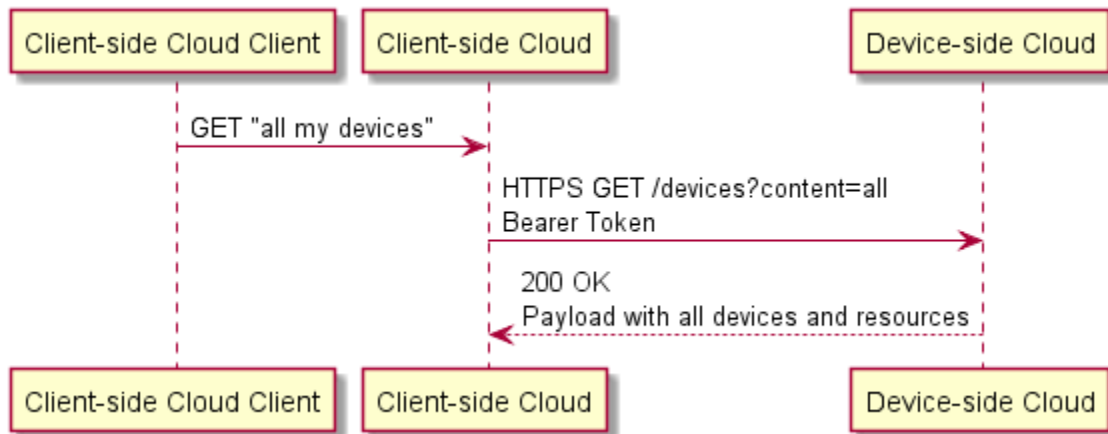 Client-side Cloud Client
Client-side Cloud
Device-side Cloud
GET "all my devices"
HTTPS GET /devices?content=all
Bearer Token
200 OK
Payload with all devices and resources
Client-side Cloud Client
Client-side Cloud
Device-side Cloud